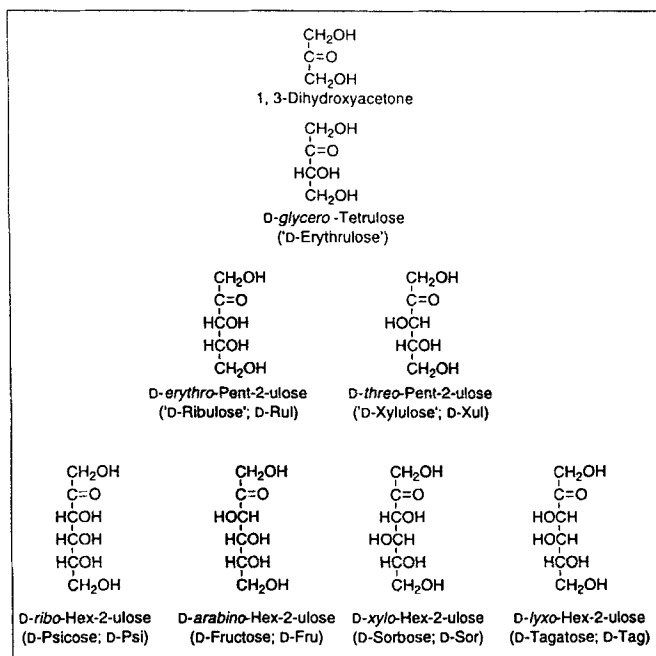 CH₂OH
C=O
CH₂OH
1, 3-Dihydroxyacetone
CH₂OH
C=O
HCOH
CH₂OH
D-glycero -Tetrulose
('D-Erythrulose')
CH₂OH CH₂OH
C=O C=O
HCOH HOCH
HCOH HCOH
CH₂OH CH₂OH
D-erythro-Pent-2-ulose D-threo-Pent-2-ulose
('D-Ribulose'; D-Rul) ('D-Xylulose'; D-Xul)
CH₂OH CH₂OH CH₂OH CH₂OH
C=O C=O C=O C=O
HCOH HOCH HCOH HOCH
HCOH HCOH HOCH HOCH
HCOH HCOH HCOH HCOH
CH₂OH CH₂OH CH₂OH CH₂OH
D-ribo-Hex-2-ulose D-arabino-Hex-2-ulose D-xylo-Hex-2-ulose D-lyxo-Hex-2-ulose
(D-Psicose; D-Psi) (D-Fructose; D-Fru) (D-Sorbose; D-Sor) (D-Tagatose; D-Tag)